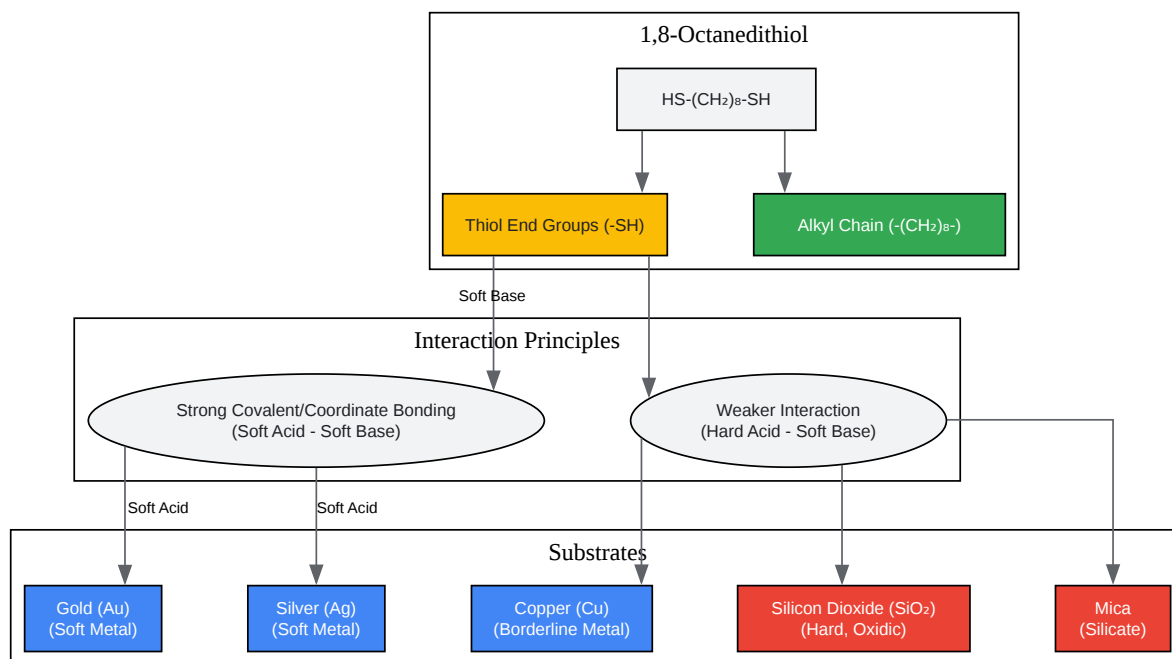 1,8-Octanedithiol
HS-(CH₂)₈-SH
Thiol End Groups (-SH)
Alkyl Chain (-(CH₂)₈-)
Soft Base
Interaction Principles
Strong Covalent/Coordinate Bonding
(Soft Acid - Soft Base)
Weaker Interaction
(Hard Acid - Soft Base)
Soft Acid
Soft Acid
Substrates
Gold (Au)
(Soft Metal)
Silver (Ag)
(Soft Metal)
Copper (Cu)
(Borderline Metal)
Silicon Dioxide (SiO₂)
(Hard, Oxidic)
Mica
(Silicate)